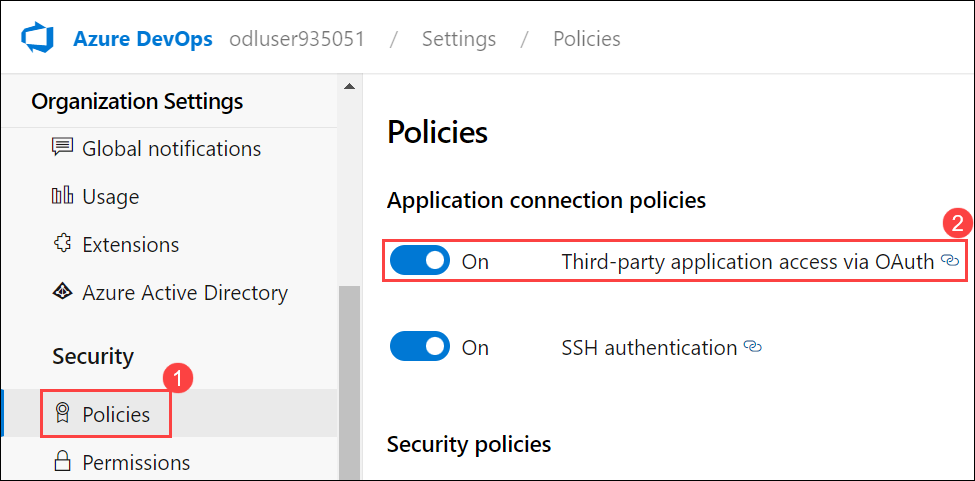 Azure DevOps odluser935051 / Settings / Policies
Organization Settings
Global notifications
Usage
Extensions
Azure Active Directory
Security
1
Policies
Permissions
Policies
Application connection policies
2
On Third-party application access via OAuth
On SSH authentication
Security policies